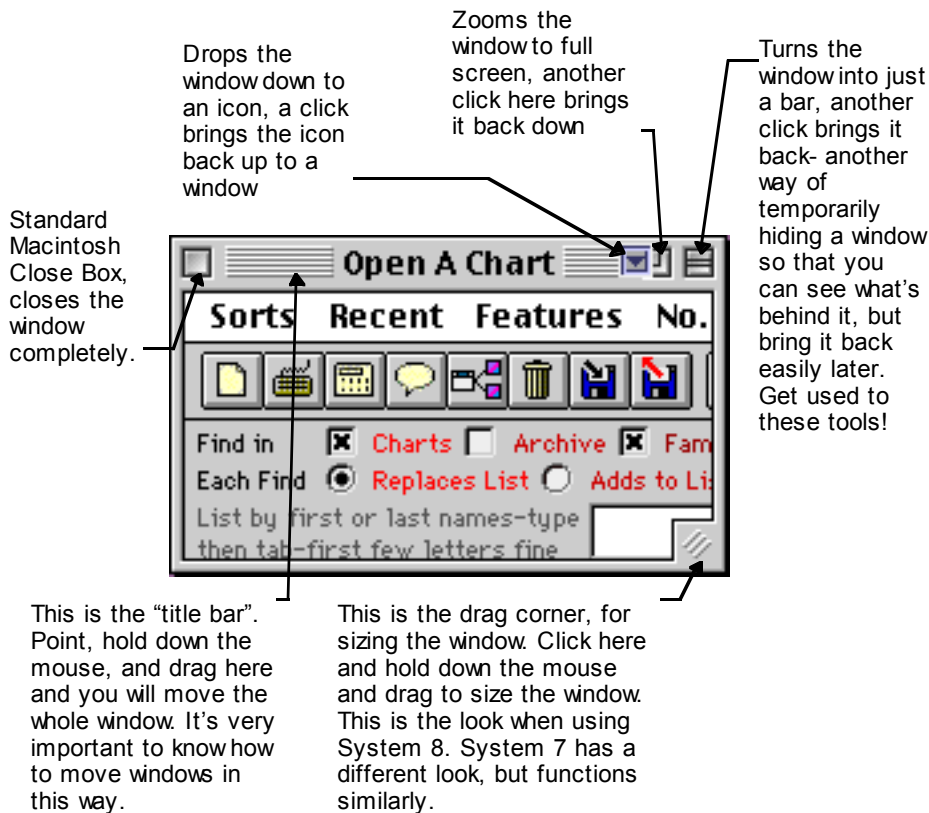 Drops the
window down to
an icon, a click
brings the icon
back up to a
window
Zooms the
window to full
screen, another
click here brings
it back down
Turns the
window into just
a bar, another
click brings it
back- another
way of
temporarily
hiding a window
so that you
can see what's
behind it, but
bring it back
easily later.
Get used to
these tools!
Standard
Macintosh
Close Box,
closes the
window
completely.
Open A Chart
Sorts Recent Features No.
Find in Charts Archive Fam
Each Find Replaces List Adds to Li
List by first or last names-type
then tab-first few letters fine
This is the “title bar”.
Point, hold down the
mouse, and drag here
and you will move the
whole window. It's very
important to know how
to move windows in
this way.
This is the drag corner, for
sizing the window. Click here
and hold down the mouse
and drag to size the window.
This is the look when using
System 8. System 7 has a
different look, but functions
similarly.